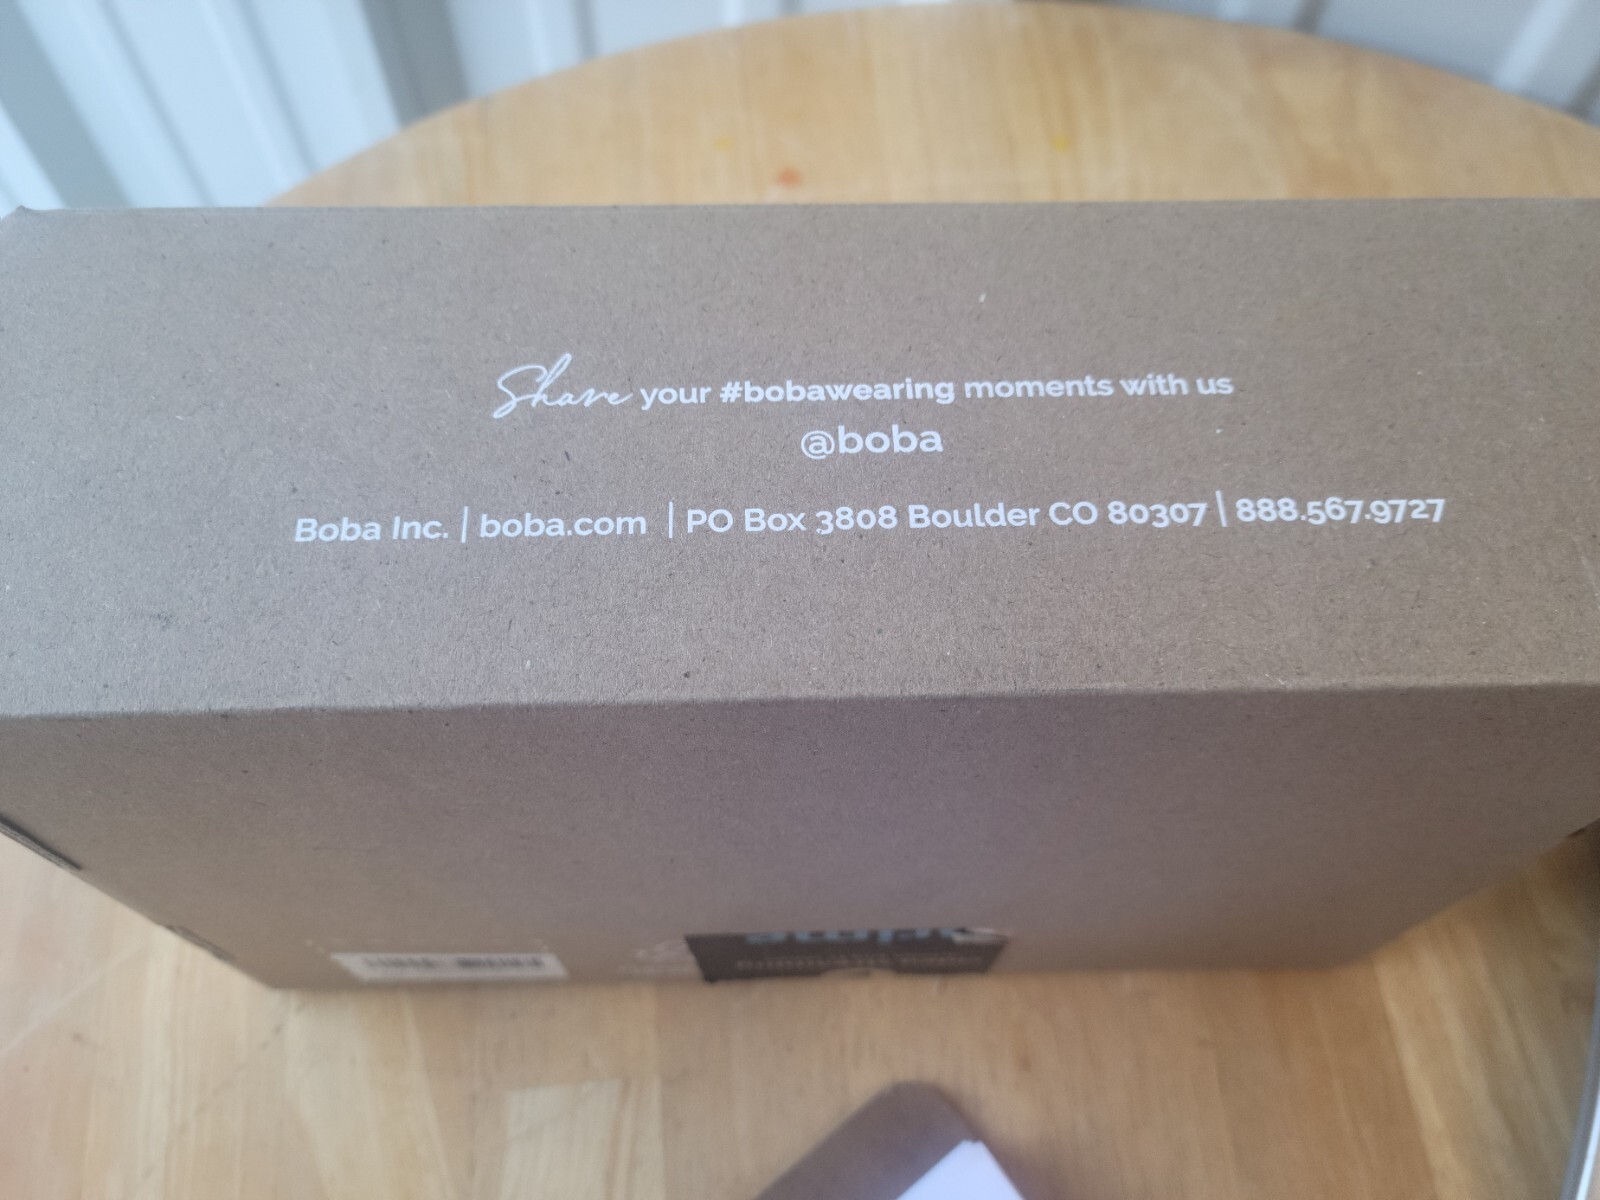 Share your #bobawearing moments with us
@boba
Boba Inc. | boba.com | PO Box 3808 Boulder CO 80307 | 888.567.9727